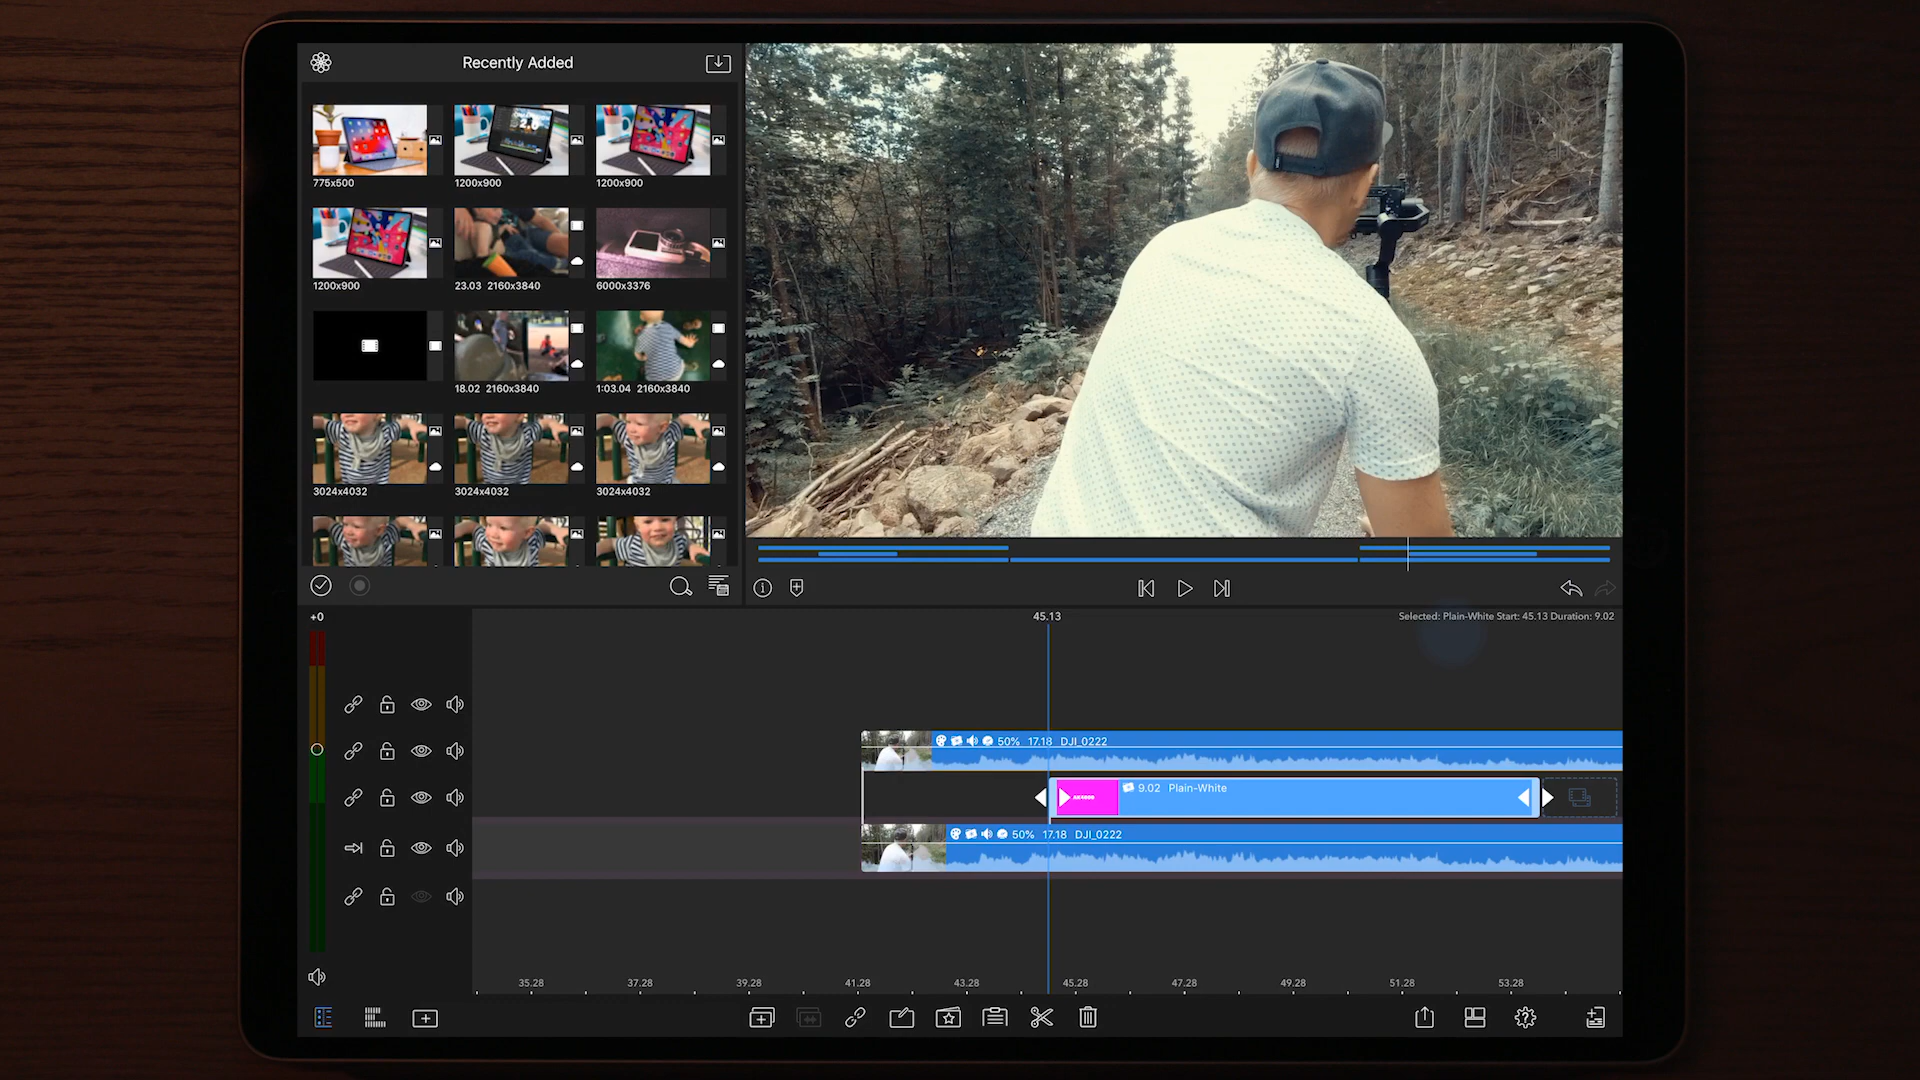 Recently Added
775x500
1200x900
1200x900
1200x900
23.03 2160x3840
6000x3376
18.02 2160x3840
1:03.04 2160x3840
3024x4032
3024x4032
3024x4032
+0
45.13
Selected: Plain-White Start: 45.13 Duration: 9.02
50% 17.18 DJI_0222
9.02 Plain-White
50% 17.18 DJI_0222
35.28
37.28
39.28
41.28
43.28
45.28
47.28
49.28
51.28
53.28